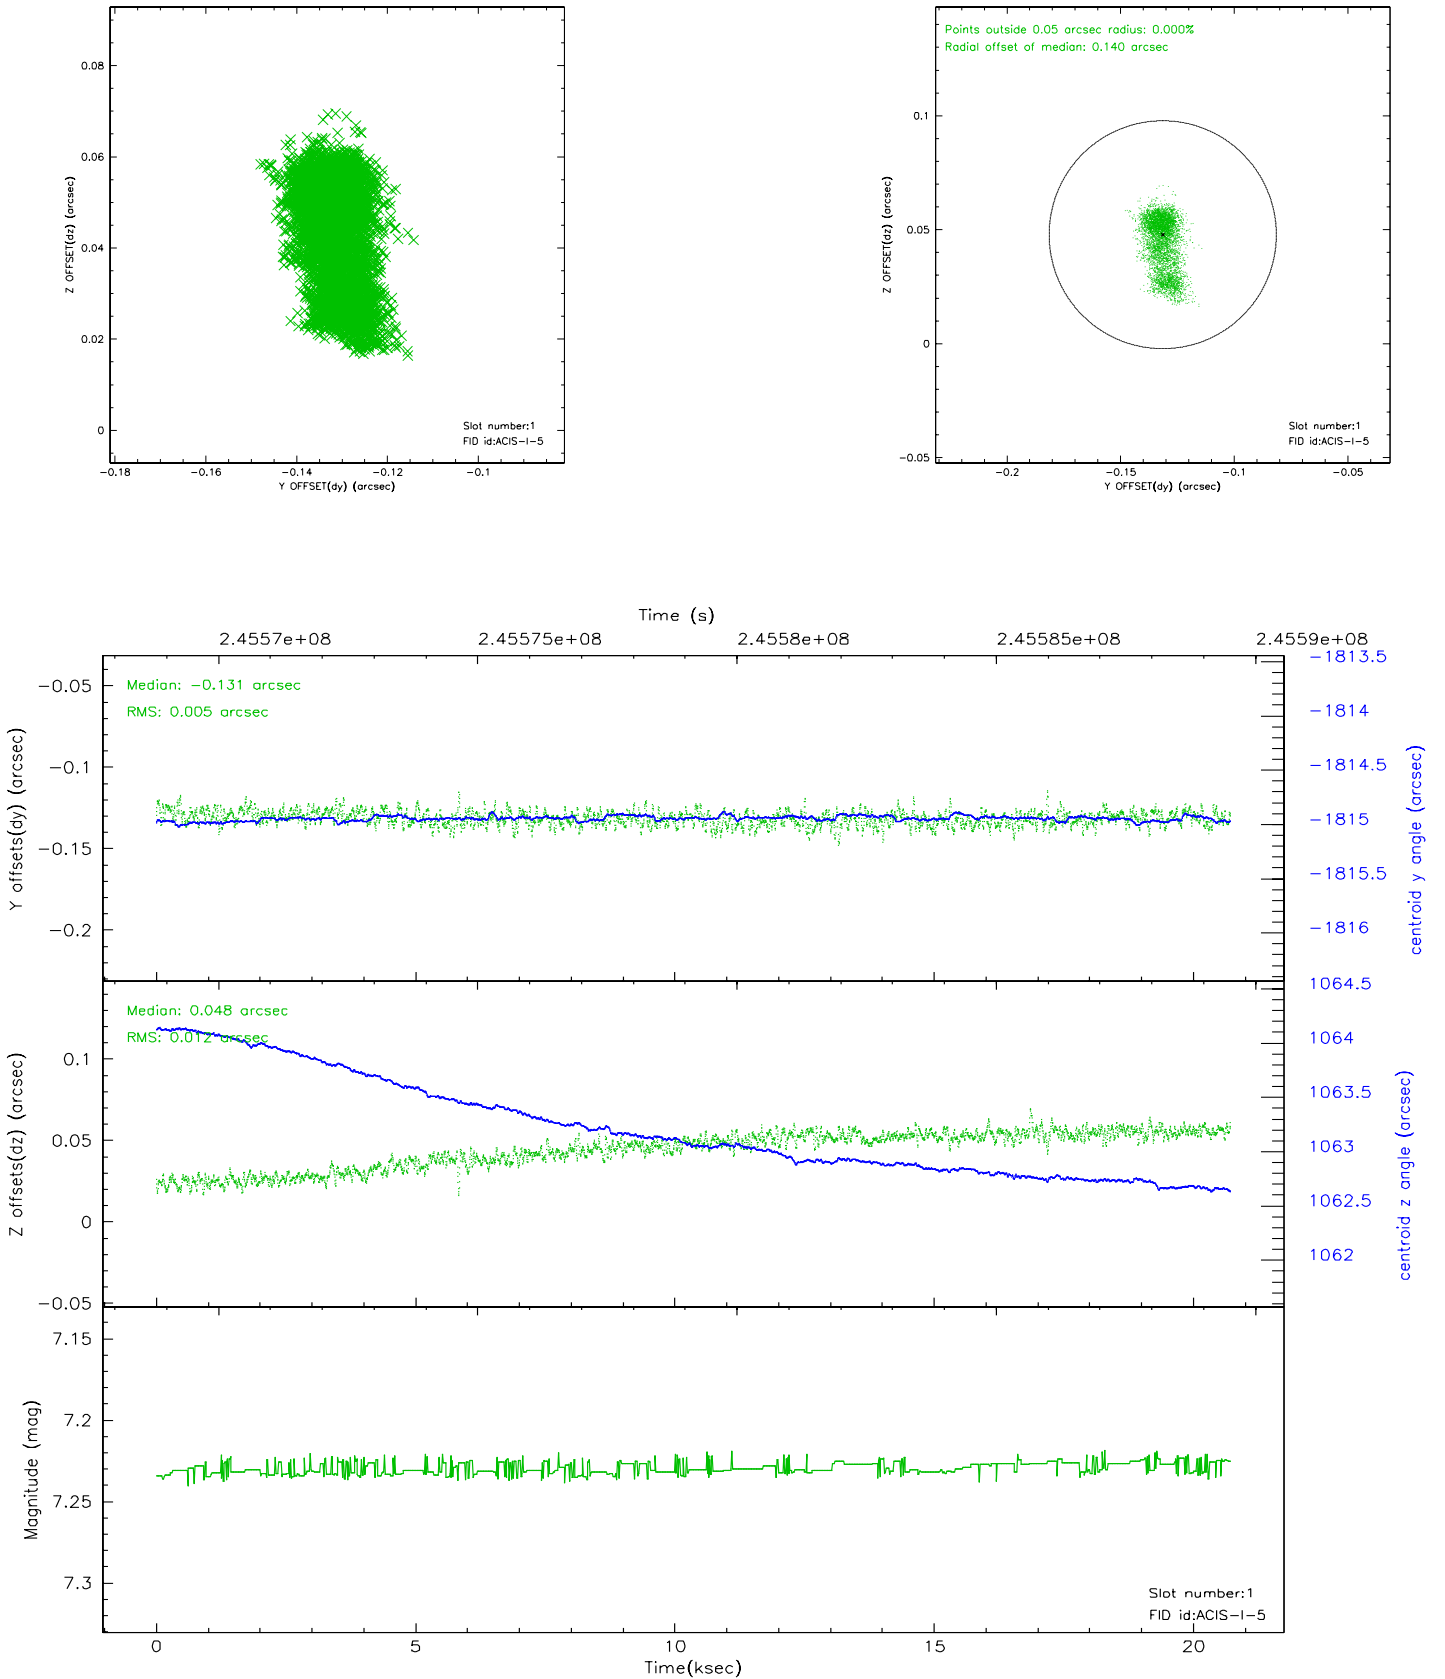 Points outside 0.05 arcsec radius: 0.000%
Radial offset of median: 0.140 arcsec
0.08
0.06
0.04
0.02
0
Z OFFSET(dz) (arcsec)
Slot number:1
FID id:ACIS-I-5
-0.18
-0.16
-0.14
-0.12
-0.1
Y OFFSET(dy) (arcsec)
0.1
0.05
0
-0.05
Z OFFSET(dz) (arcsec)
Slot number:1
FID id:ACIS-I-5
-0.2
-0.15
-0.1
-0.05
Y OFFSET(dy) (arcsec)
Time (s)
2.4557e+08
2.45575e+08
2.4558e+08
2.45585e+08
2.4559e+08
Median: -0.131 arcsec
RMS: 0.005 arcsec
-0.05
-0.1
-0.15
-0.2
Y offsets(dy) (arcsec)
-1813.5
-1814
-1814.5
-1815
-1815.5
-1816
centroid y angle (arcsec)
Median: 0.048 arcsec
RMS: 0.012 arcsec
0.1
0.05
0
-0.05
Z offsets(dz) (arcsec)
1064.5
1064
1063.5
1063
1062.5
1062
centroid z angle (arcsec)
7.15
7.2
7.25
7.3
Magnitude (mag)
Slot number:1
FID id:ACIS-I-5
0
5
10
15
20
Time(ksec)